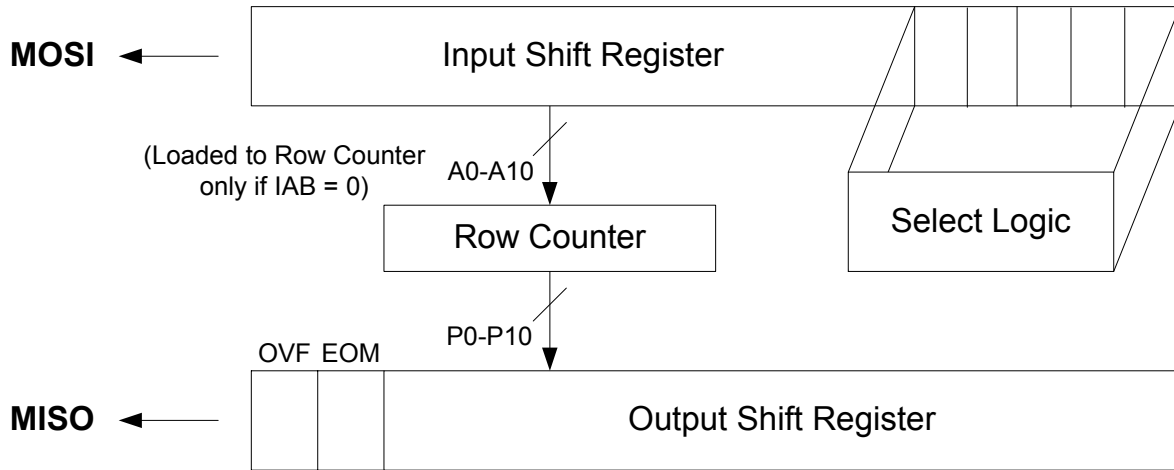 MOSI
Input Shift Register
(Loaded to Row Counter
only if IAB = 0)
A0-A10
Row Counter
Select Logic
P0-P10
OVF EOM
MISO
Output Shift Register